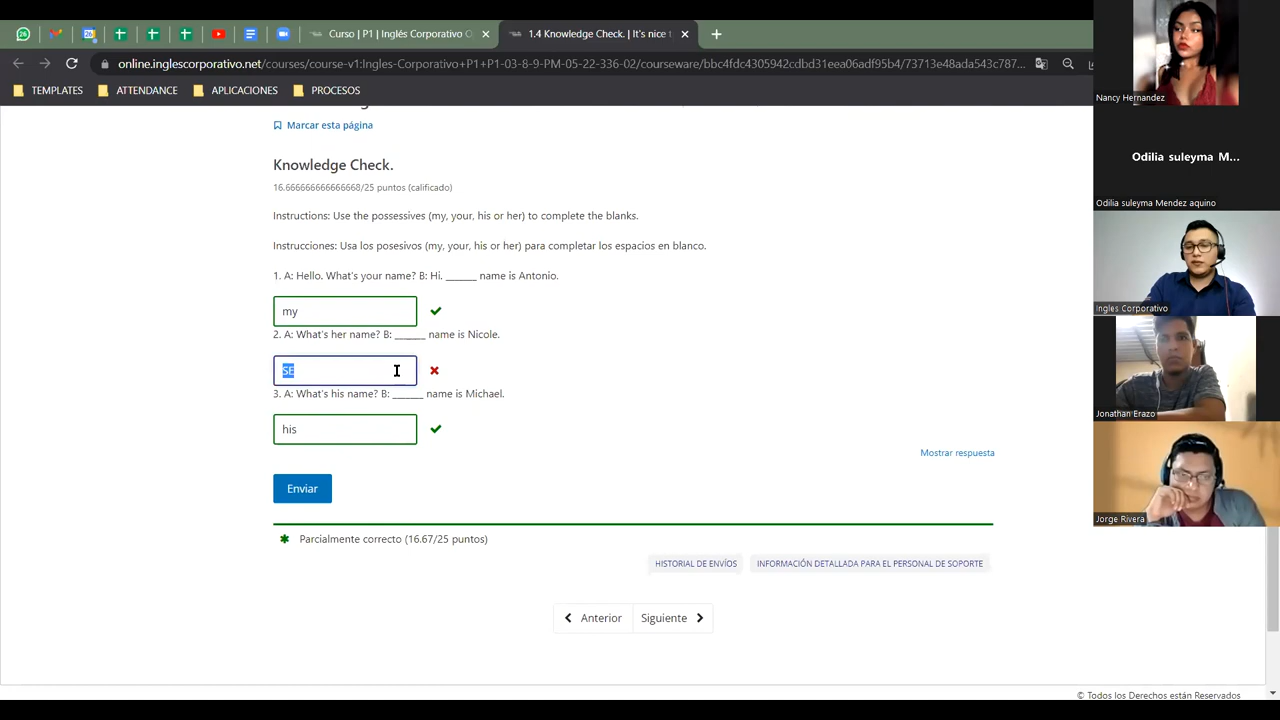 Curso | P1 | Inglés Corporativo O
1.4 Knowledge Check. | It's nice t
online.inglescorporativo.net/courses/course-v1:Ingles-Corporativo+P1+P1-03-8-9-PM-05-22-336-02/courseware/bbc4fdc4305942cdbd31eea06adf95b4/73713e48ada543c787...
TEMPLATES
ATTENDANCE
APLICACIONES
PROCESOS
Marcar esta página
Knowledge Check.
16.666666666666668/25 puntos (calificado)
Instructions: Use the possessives (my, your, his or her) to complete the blanks.
Instrucciones: Usa los posesivos (my, your, his or her) para completar los espacios en blanco.
1. A: Hello. What's your name? B: Hi. ______ name is Antonio.
my
2. A: What's her name? B: ______ name is Nicole.
SE
3. A: What's his name? B: ______ name is Michael.
his
Mostrar respuesta
Enviar
Parcialmente correcto (16.67/25 puntos)
HISTORIAL DE ENVÍOS
INFORMACIÓN DETALLADA PARA EL PERSONAL DE SOPORTE
Anterior
Siguiente
© Todos los Derechos están Reservados
Nancy Hernandez
Odilia suleyma M...
Odilia suleyma Mendez aquino
Ingles Corporativo
Jonathan Erazo
Jorge Rivera